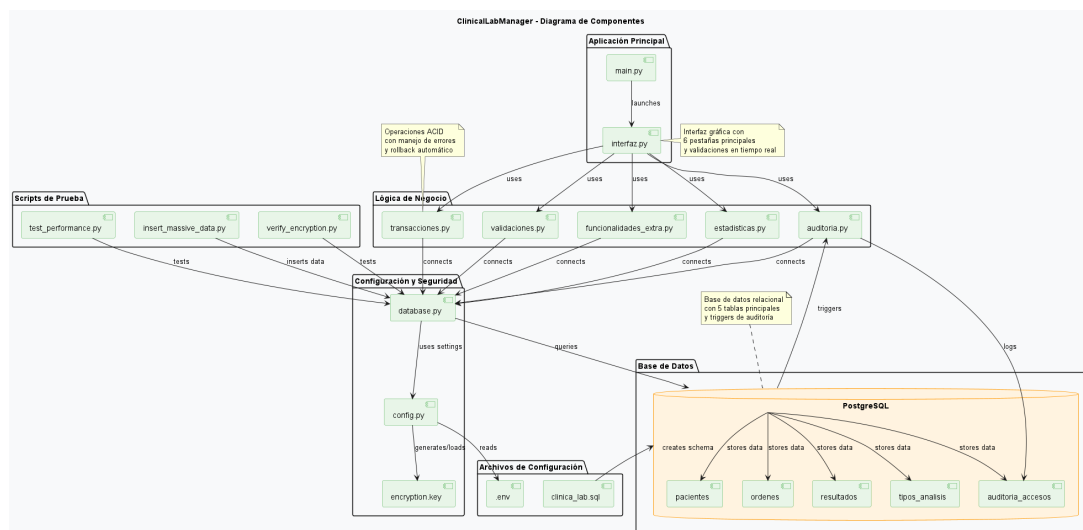 ClinicalLabManager - Diagrama de Componentes
Aplicación Principal
main.py
launches
Operaciones ACID
con manejo de errores
y rollback automático
interfaz.py
Interfaz gráfica con
6 pestañas principales
y validaciones en tiempo real
uses
uses
uses
uses
uses
Scripts de Prueba
test_performance.py
insert_massive_data.py
verify_encryption.py
Lógica de Negocio
transacciones.py
validaciones.py
funcionalidades_extra.py
estadisticas.py
auditoria.py
tests
inserts data
tests
connects
connects
connects
connects
connects
Configuración y Seguridad
database.py
Base de datos relacional
con 5 tablas principales
y triggers de auditoría
triggers
uses settings
queries
logs
Base de Datos
PostgreSQL
config.py
generates/loads
reads
creates schema
stores data
stores data
stores data
stores data
stores data
Archivos de Configuración
encryption.key
.env
clinica_lab.sql
pacientes
ordenes
resultados
tipos_analisis
auditoria_accesos